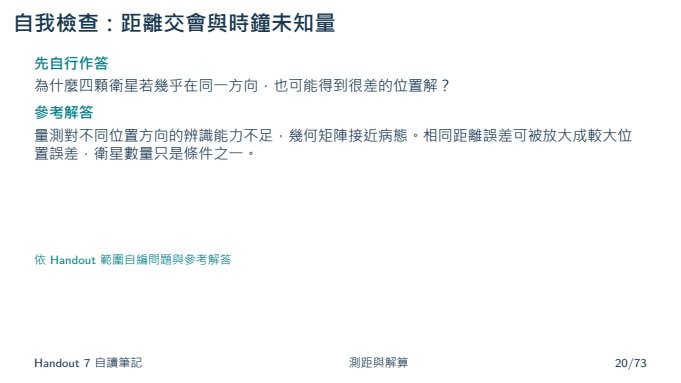 自我檢查：距離交會與時鐘未知量
先自行作答
為什麼四顆衛星若幾乎在同一方向，也可能得到很差的位置解？
參考解答
量測對不同位置方向的辨識能力不足，幾何矩陣接近病態。相同距離誤差可被放大成較大位
置誤差，衛星數量只是條件之一。
依 Handout 範圍自編問題與參考解答
Handout 7 自讀筆記
測距與解算
20/73